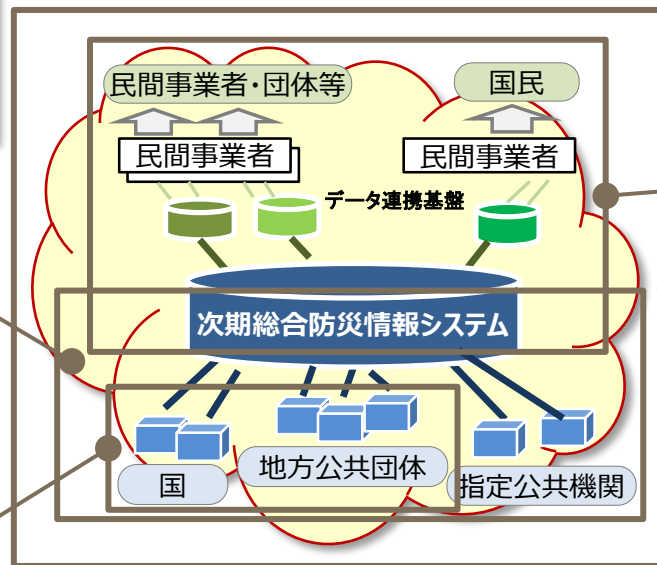 民間事業者・団体等
国民
民間事業者
民間事業者
データ連携基盤
次期総合防災情報システム
国
地方公共団体
指定公共機関